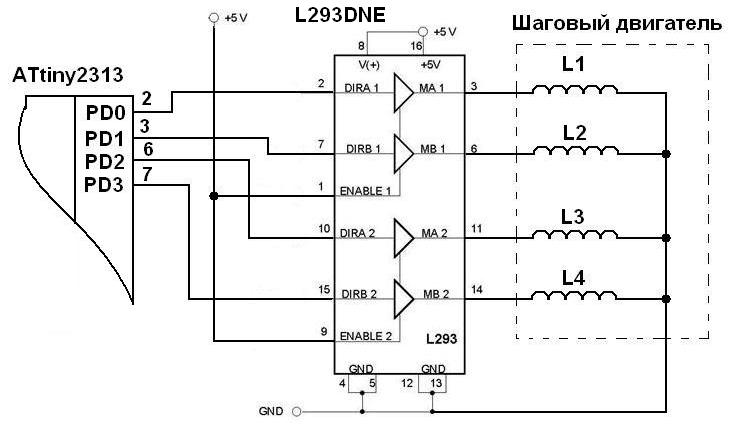 +5 V
L293DNE
Шаговый двигатель
+5 V
8
16
V(+)
+5V
ATtiny2313
PD0
2
PD1
3
PD2
6
PD3
7
2
DIRA 1
MA 1
3
L1
7
DIRB 1
MB 1
6
L2
1
ENABLE 1
10
DIRA 2
MA 2
11
L3
15
DIRB 2
MB 2
14
L4
9
ENABLE 2
L293
GND
GND
4
5
12
13
GND